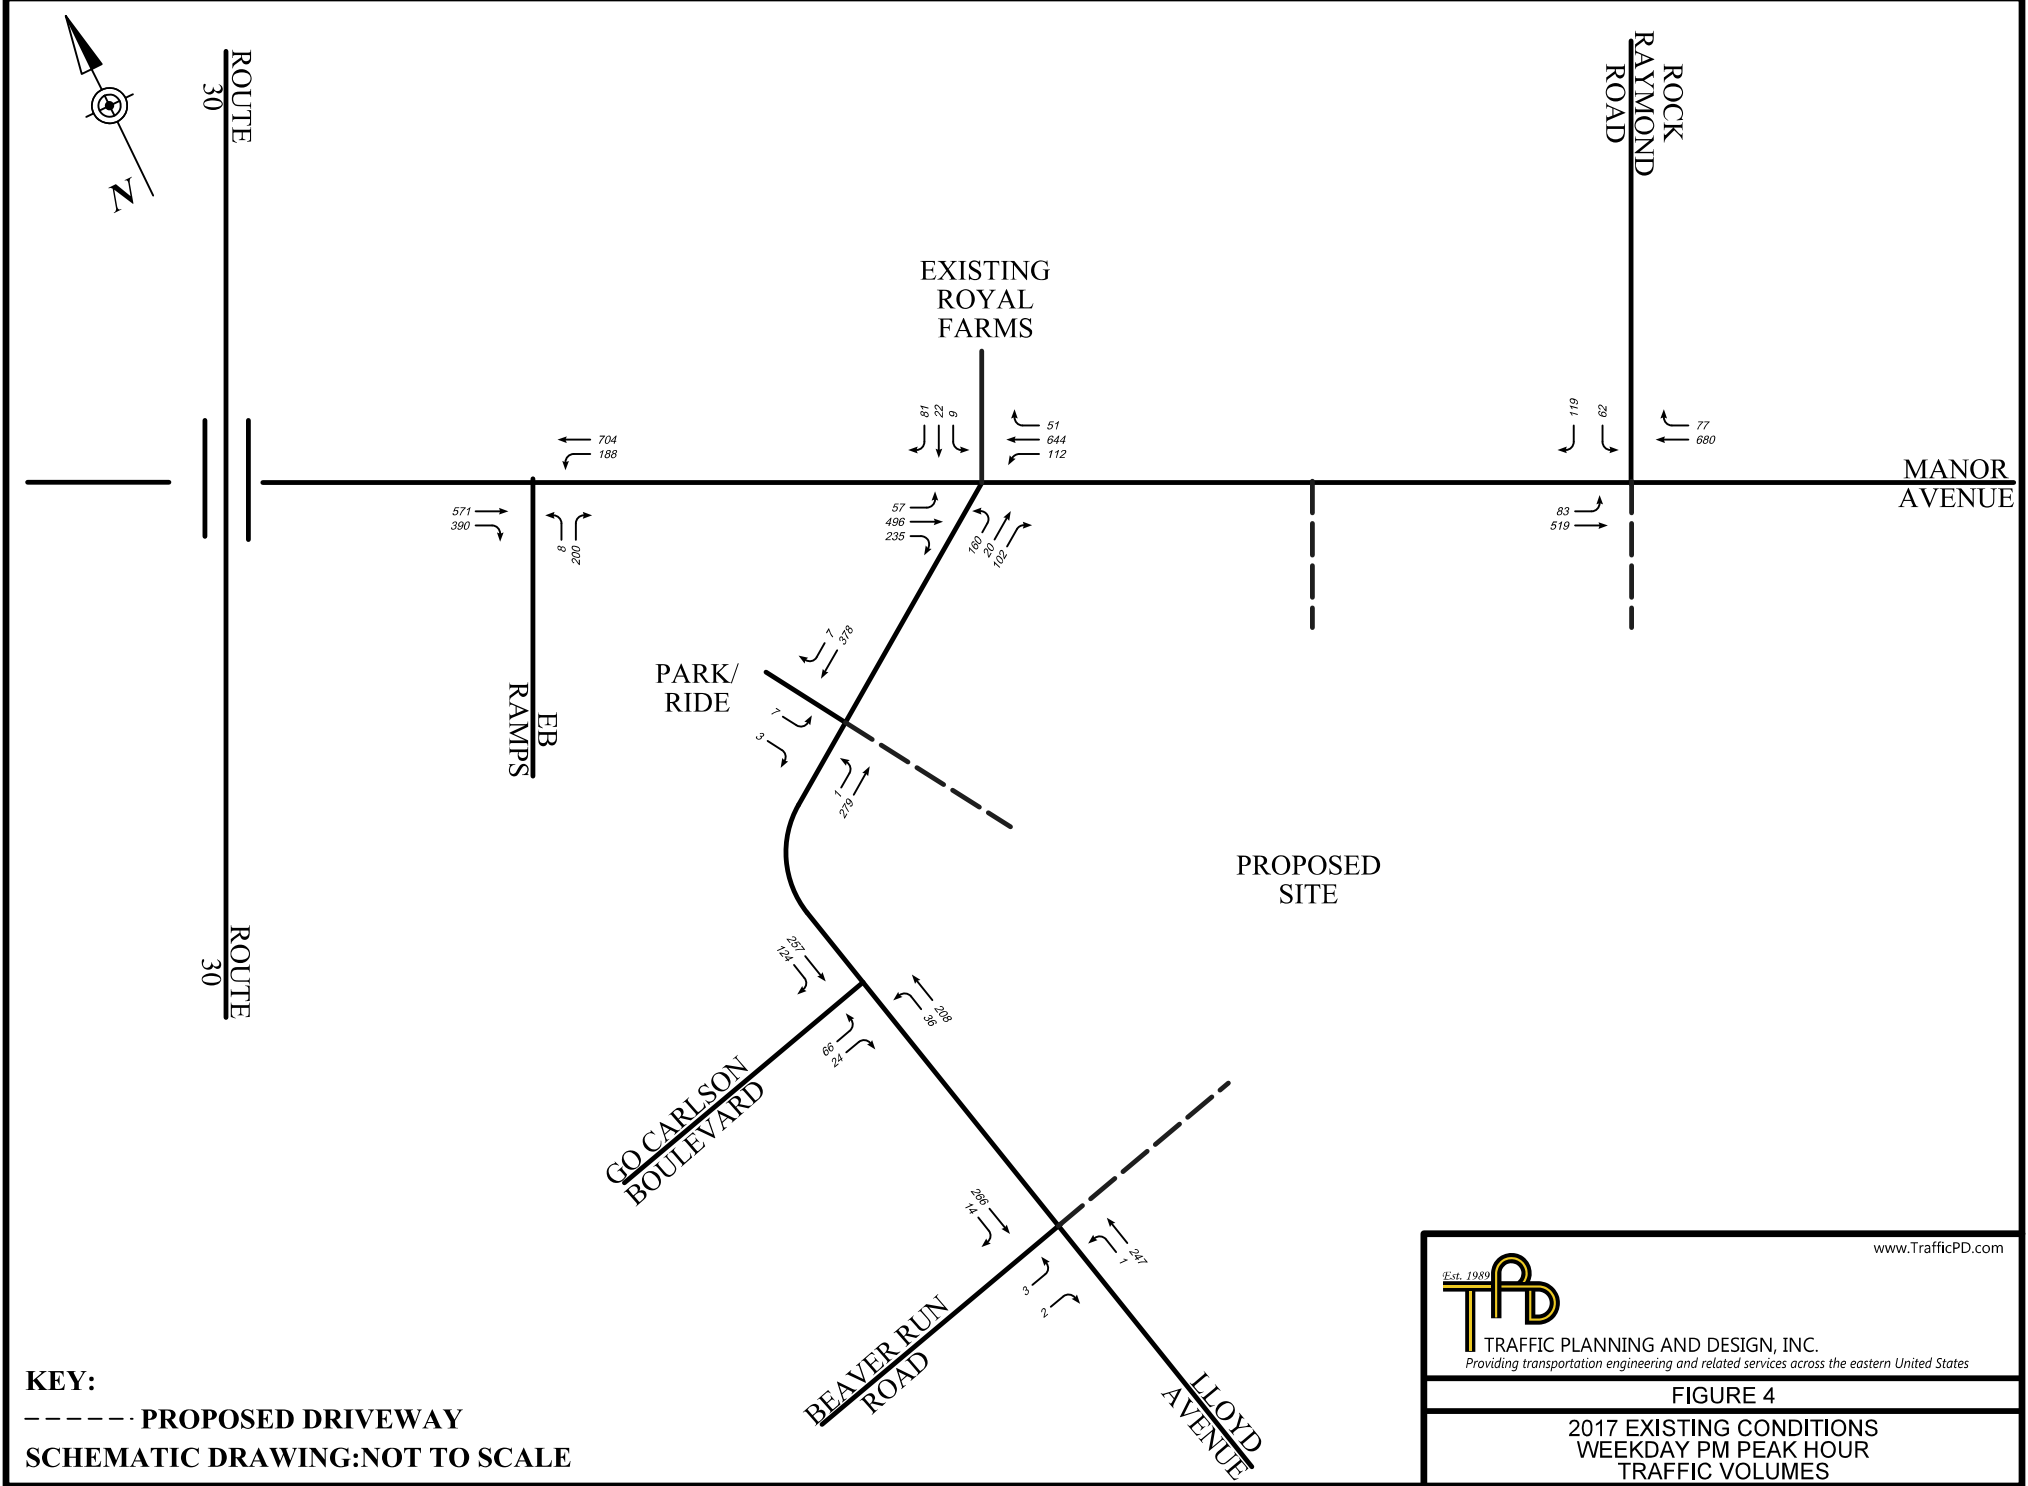 N
ROUTE
30
ROCK
RAYMOND
ROAD
EXISTING
ROYAL
FARMS
81
22
9
51
644
112
119
62
77
680
704
188
MANOR
AVENUE
571
390
8
200
57
496
235
160
20
102
83
519
7
378
PARK/
RIDE
7
3
1
279
EB
RAMPS
PROPOSED
SITE
ROUTE
30
257
124
208
36
66
24
GO CARLSON
BOULEVARD
266
14
247
1
3
2
BEAVER RUN
ROAD
LLOYD
AVENUE
KEY:
PROPOSED DRIVEWAY
SCHEMATIC DRAWING:NOT TO SCALE
www.TrafficPD.com
Est. 1989
TPD
TRAFFIC PLANNING AND DESIGN, INC.
Providing transportation engineering and related services across the eastern United States
FIGURE 4
2017 EXISTING CONDITIONS
WEEKDAY PM PEAK HOUR
TRAFFIC VOLUMES